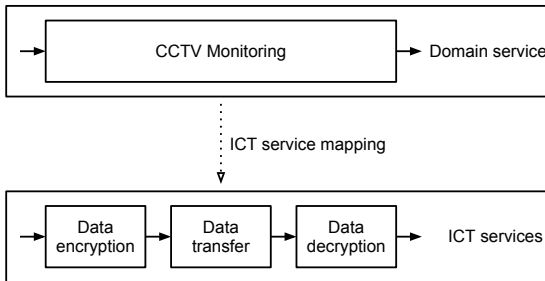 CCTV Monitoring
Domain service
ICT service mapping
Data
encryption
Data
transfer
Data
decryption
ICT services